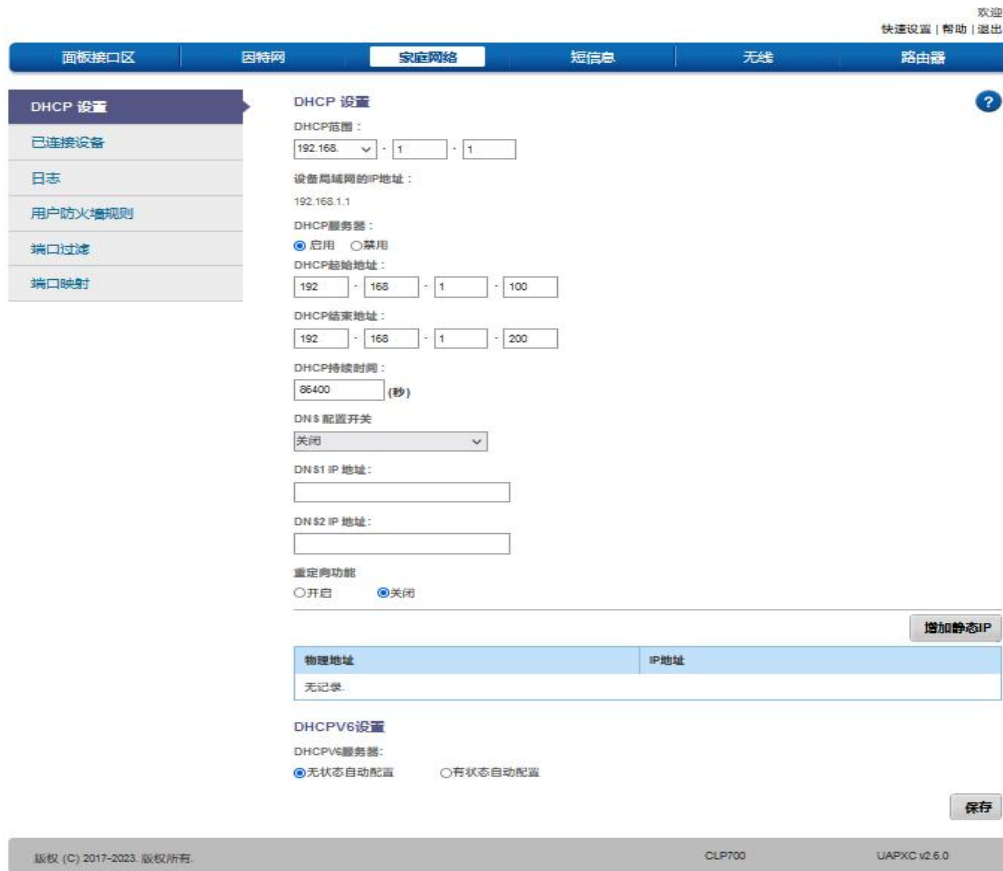 欢迎
快速设置 | 帮助 | 退出
面板接口区 因特网 家庭网络 短信息 无线 路由器
DHCP 设置
已连接设备
日志
用户防火墙规则
端口过滤
端口映射
DHCP 设置
?
DHCP范围：
192.168. - 1 - 1
设备局域网的IP地址：
192.168.1.1
DHCP服务器：
启用 禁用
DHCP起始地址：
192 - 168 - 1 - 100
DHCP结束地址：
192 - 168 - 1 - 200
DHCP持续时间：
86400 (秒)
DNS 配置开关
关闭
DNS1 IP 地址:
DNS2 IP 地址:
重定向功能
开启 关闭
增加静态IP
物理地址 IP地址
无记录.
DHCPV6设置
DHCPV6服务器:
无状态自动配置 有状态自动配置
保存
版权 (C) 2017-2023. 版权所有. CLP700 UAPXC v2.6.0